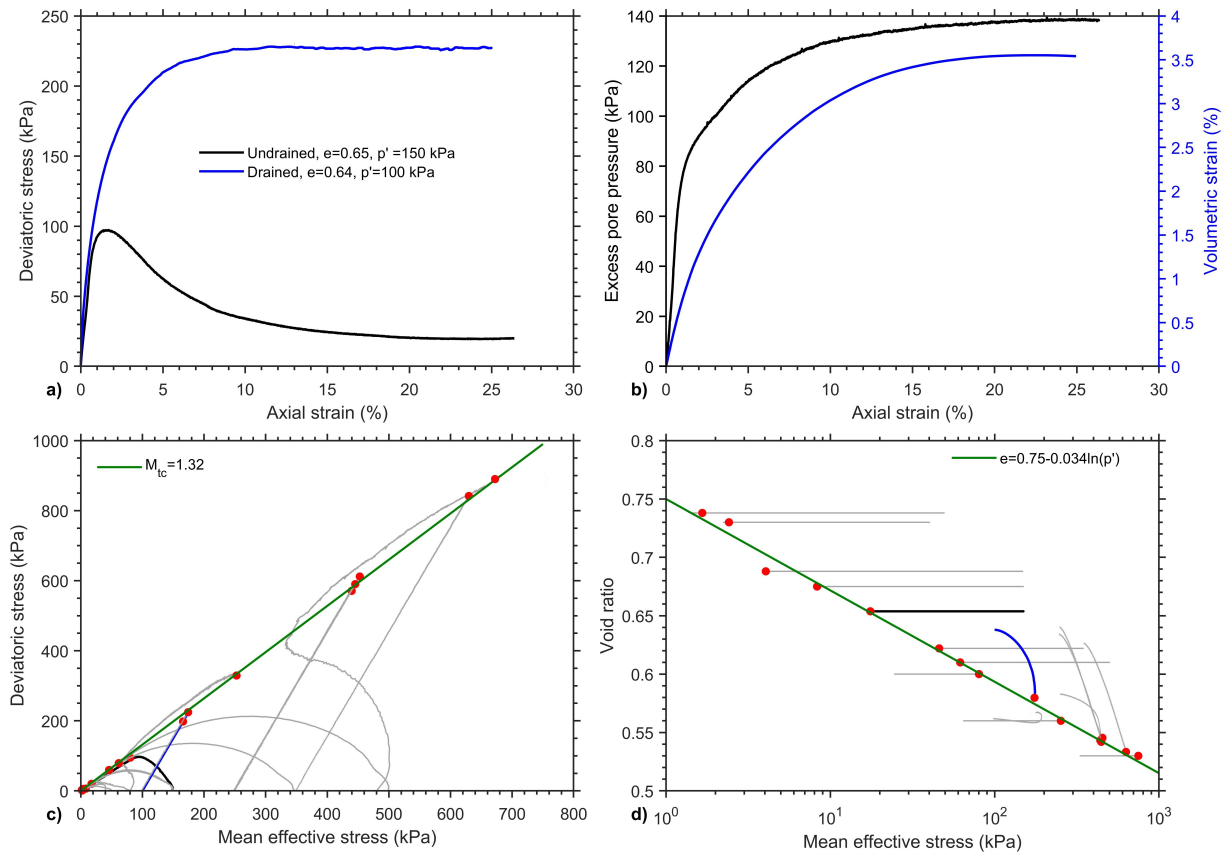 250
200
150
100
50
0
Deviatoric stress (kPa)
Undrained, e=0.65, p' =150 kPa
Drained, e=0.64, p'=100 kPa
0 5 10 15 20 25 30
a)
Axial strain (%)
140
120
100
80
60
40
20
0
Excess pore pressure (kPa)
4
3.5
3
2.5
2
1.5
1
0.5
0
Volumetric strain (%)
0 5 10 15 20 25 30
b)
Axial strain (%)
1000
800
600
400
200
0
Deviatoric stress (kPa)
M_tc=1.32
0 100 200 300 400 500 600 700 800
c)
Mean effective stress (kPa)
0.8
0.75
0.7
0.65
0.6
0.55
0.5
Void ratio
e=0.75-0.034ln(p')
10^0 10^1 10^2 10^3
d)
Mean effective stress (kPa)